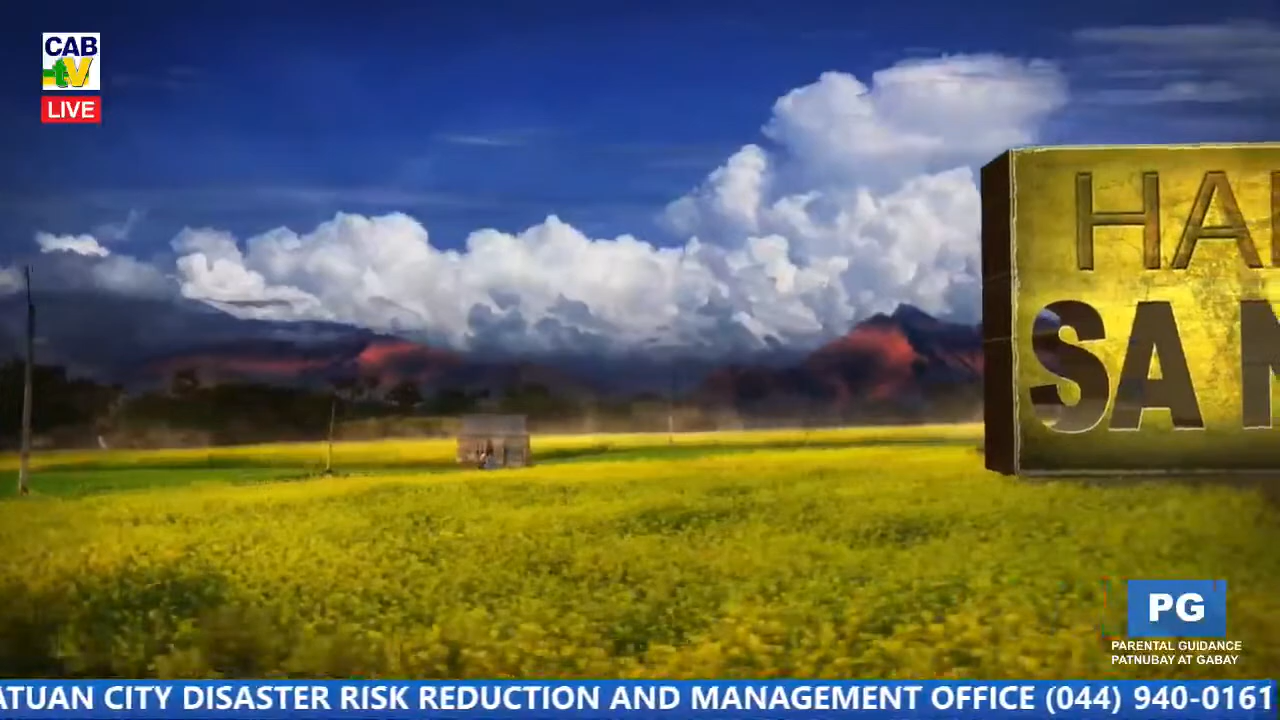 CAB
tV
LIVE
HA
SA
PG
PARENTAL GUIDANCE
PATNUBAY AT GABAY
ATUAN CITY DISASTER RISK REDUCTION AND MANAGEMENT OFFICE (044) 940-0161